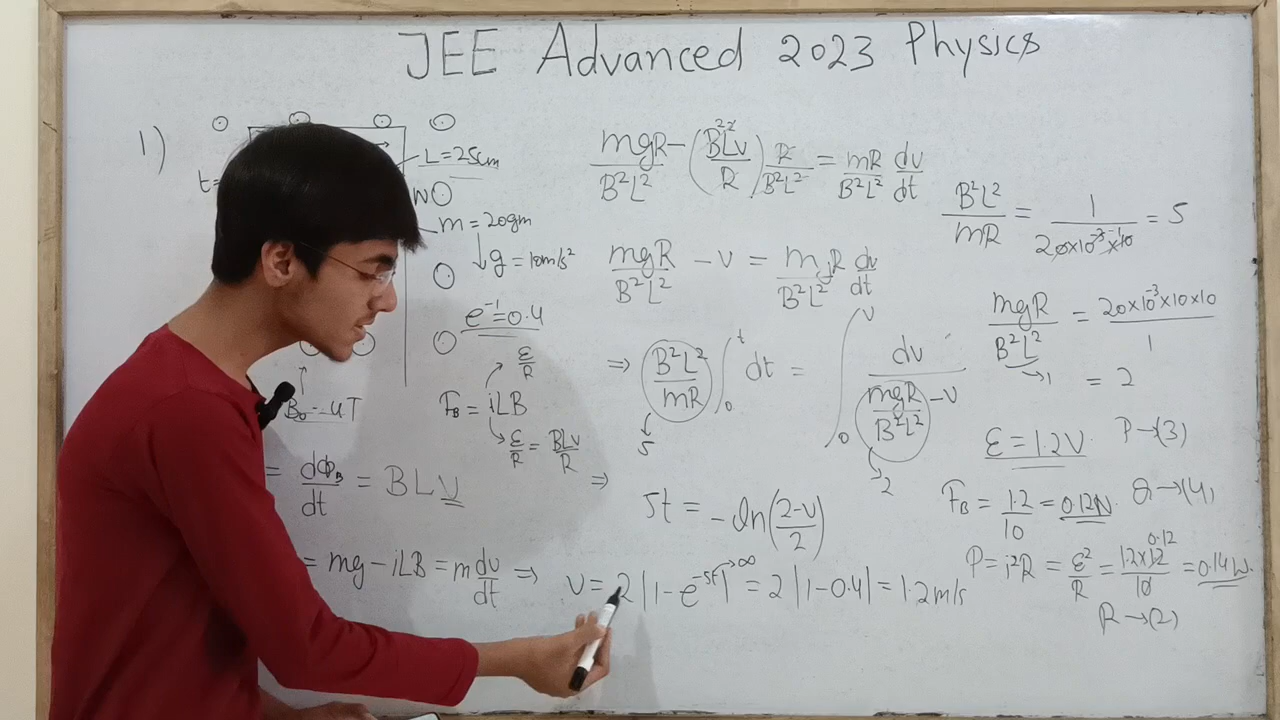 JEE Advanced 2023 Physics
1)
t=
L = 25cm
m = 20gm
g = 10m/s²
e⁻¹=0.4
B₀ = 4T
F_B = iLB
ε/R
ε/R = BLv/R
= dΦ_B/dt = BLv
= mg - iLB = m dv/dt ⇒
mgR/B²L² - (B²L²v/R) R/B²L² = mR/B²L² dv/dt
mgR/B²L² - v = mR/B²L² dv/dt
⇒ B²L²/mR ∫₀ᵗ dt = ∫₀ᵛ dv/(mgR/B²L² - v)
5
2
⇒ 5t = -ln((2-v)/2)
v = 2|1-e⁻⁵ᵗ|→∞ = 2|1-0.4| = 1.2m/s
B²L²/mR = 1/(20×10⁻³×10) = 5
mgR/B²L² = 20×10⁻³×10×10/1
→1
= 2
ε = 1.2V P→(3)
F_B = 1.2/10 = 0.12N Q→(4)
P = i²R = ε²/R = 1.2×1.2/10 = 0.14W
0.12
R→(2)